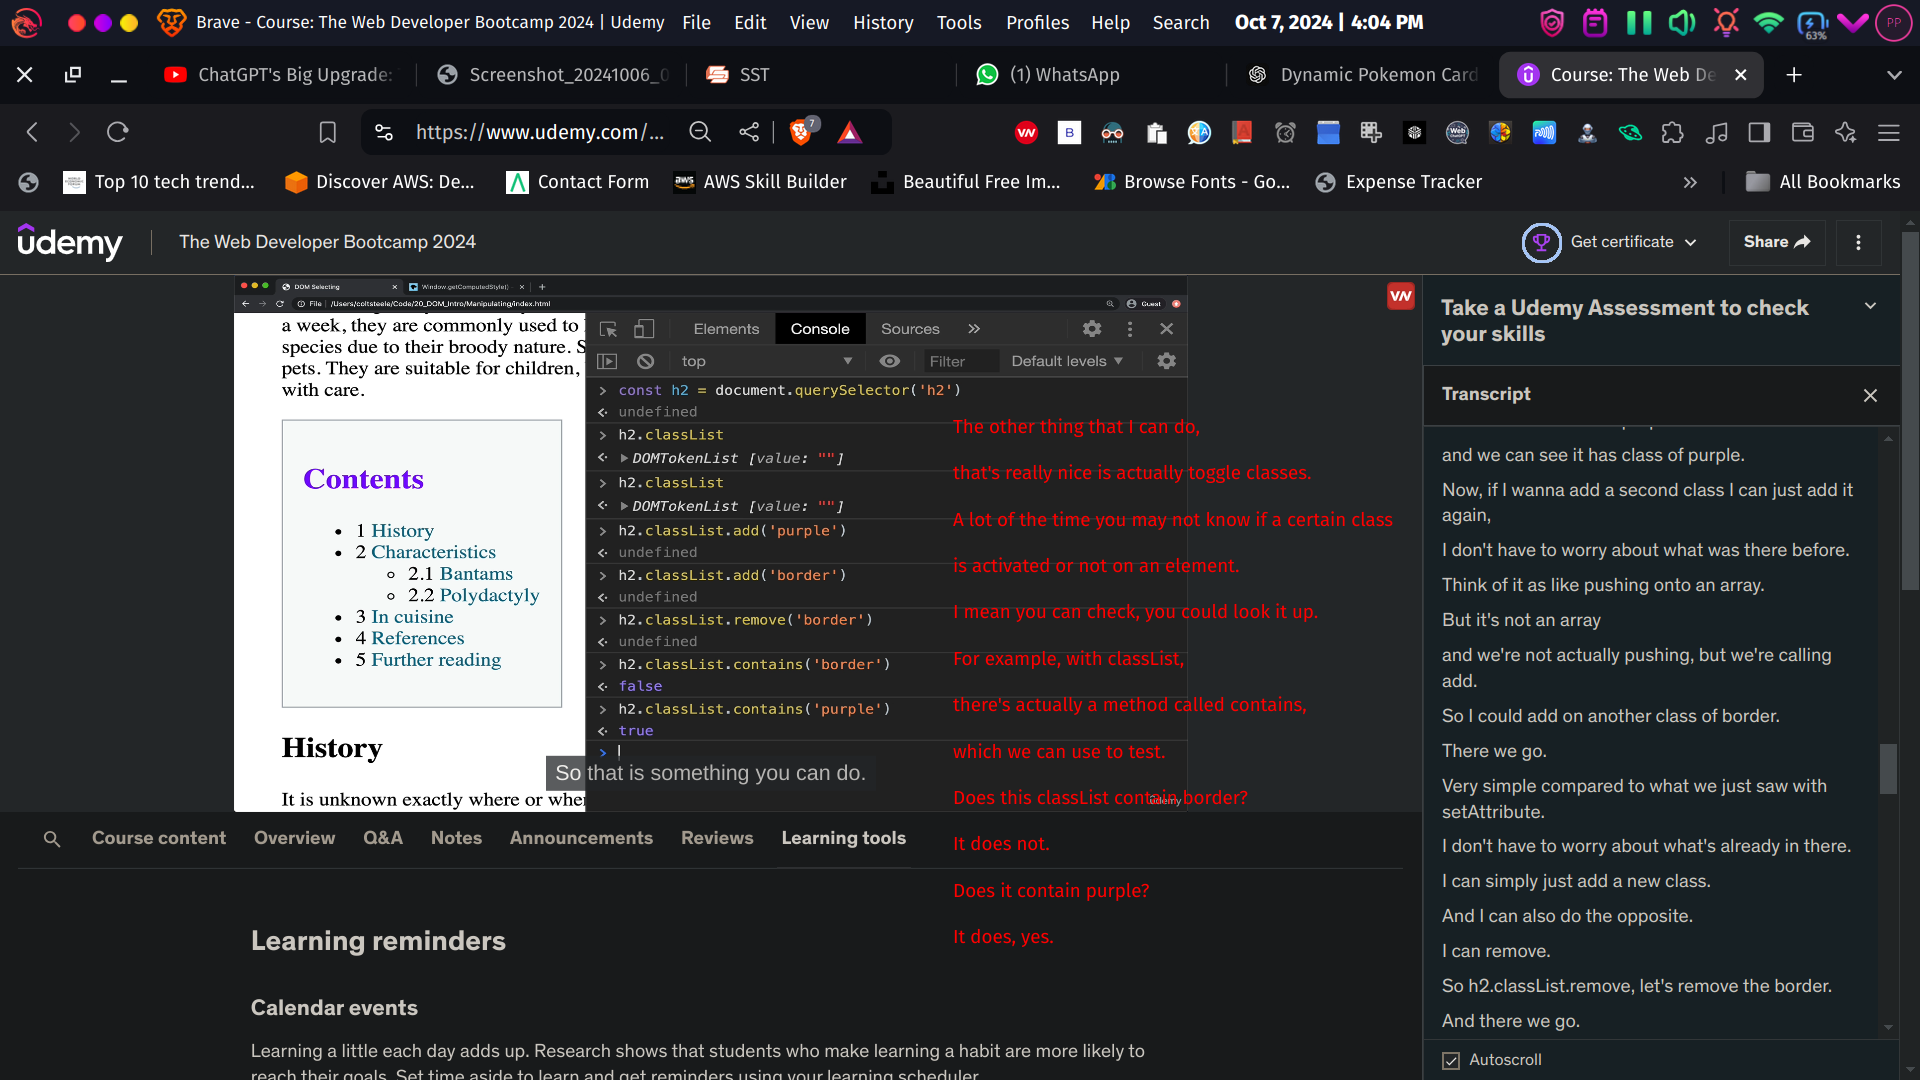 Brave - Course: The Web Developer Bootcamp 2024 | Udemy File Edit View History Tools Profiles Help Search Oct 7, 2024 | 4:04 PM
63% PP
ChatGPT's Big Upgrade: Screenshot_20241006_0 SST (1) WhatsApp Dynamic Pokemon Card Course: The Web De
https://www.udemy.com/... 7
Top 10 tech trend... Discover AWS: De... Contact Form AWS Skill Builder Beautiful Free Im... Browse Fonts - Go... Expense Tracker All Bookmarks
udemy The Web Developer Bootcamp 2024 Get certificate Share
DOM Selecting Window.getComputedStyle()
File /Users/coltsteele/Code/20_DOM_Intro/Manipulating/index.html Guest
a week, they are commonly used to
species due to their broody nature. S
pets. They are suitable for children,
with care.
Contents
1 History
2 Characteristics
2.1 Bantams
2.2 Polydactyly
3 In cuisine
4 References
5 Further reading
History
It is unknown exactly where or when
Elements Console Sources
top Filter Default levels
const h2 = document.querySelector('h2')
undefined
h2.classList
DOMTokenList [value: ""]
h2.classList
DOMTokenList [value: ""]
h2.classList.add('purple')
undefined
h2.classList.add('border')
undefined
h2.classList.remove('border')
undefined
h2.classList.contains('border')
false
h2.classList.contains('purple')
true
So that is something you can do.
udemy
The other thing that I can do,
that's really nice is actually toggle classes.
A lot of the time you may not know if a certain class
is activated or not on an element.
I mean you can check, you could look it up.
For example, with classList,
there's actually a method called contains,
which we can use to test.
Does this classList contain border?
It does not.
Does it contain purple?
It does, yes.
Take a Udemy Assessment to check
your skills
Transcript
and we can see it has class of purple.
Now, if I wanna add a second class I can just add it
again,
I don't have to worry about what was there before.
Think of it as like pushing onto an array.
But it's not an array
and we're not actually pushing, but we're calling
add.
So I could add on another class of border.
There we go.
Very simple compared to what we just saw with
setAttribute.
I don't have to worry about what's already in there.
I can simply just add a new class.
And I can also do the opposite.
I can remove.
So h2.classList.remove, let's remove the border.
And there we go.
Autoscroll
Course content Overview Q&A Notes Announcements Reviews Learning tools
Learning reminders
Calendar events
Learning a little each day adds up. Research shows that students who make learning a habit are more likely to
reach their goals. Set time aside to learn and get reminders using your learning scheduler.